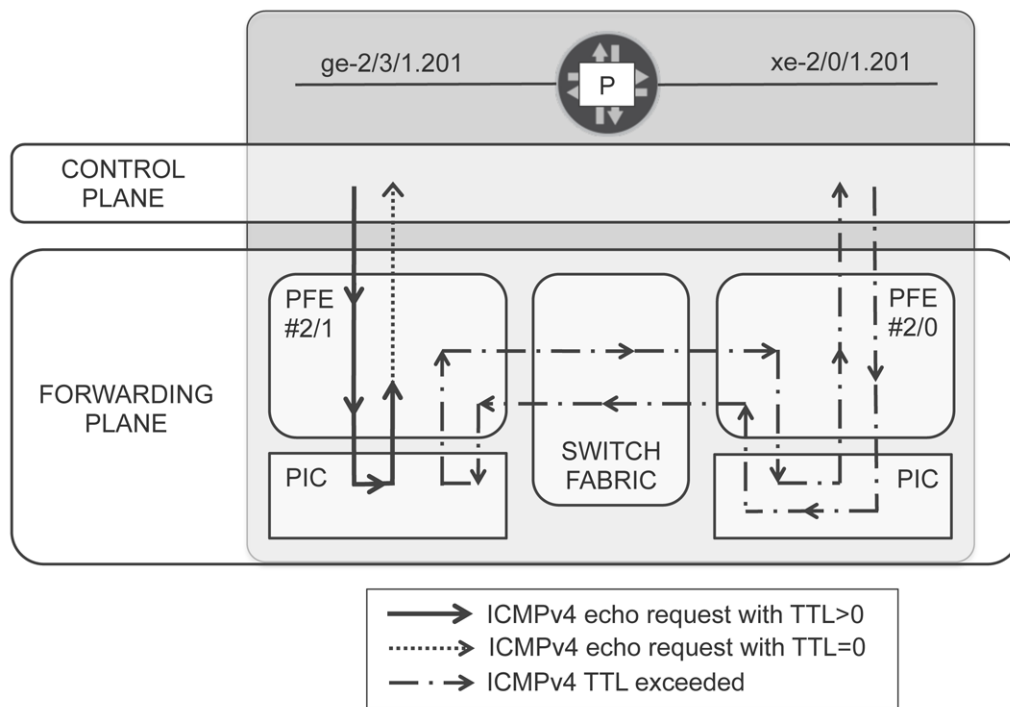 ge-2/3/1.201
P
xe-2/0/1.201
CONTROL
PLANE
PFE
#2/1
PFE
#2/0
FORWARDING
PLANE
SWITCH
FABRIC
PIC
PIC
ICMPv4 echo request with TTL>0
ICMPv4 echo request with TTL=0
ICMPv4 TTL exceeded